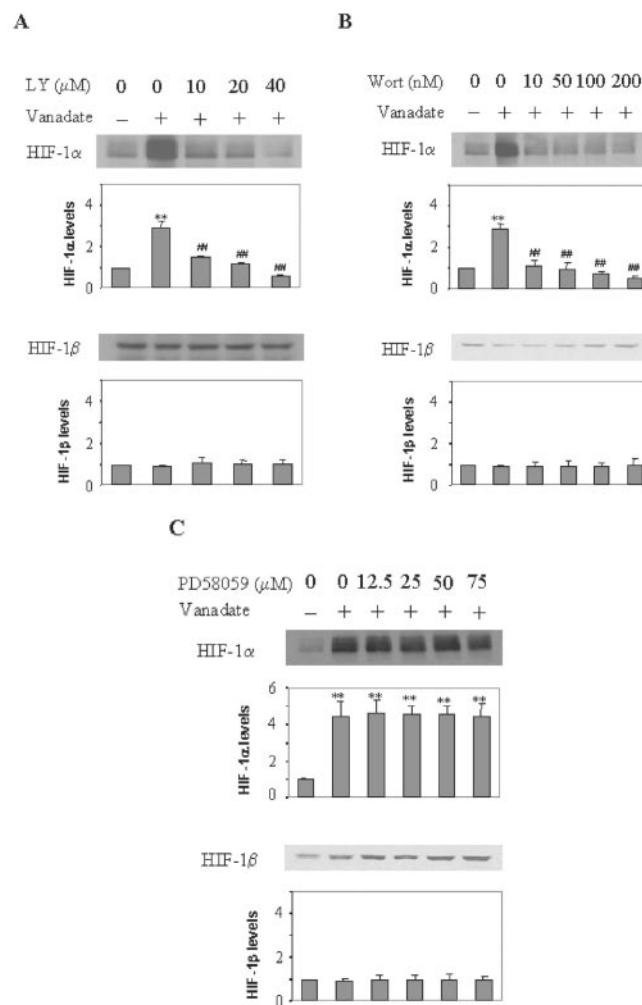 A
LY (µM) 0 0 10 20 40
Vanadate – + + + +
HIF-1α
HIF-1α levels
4
2
0
** ## ## ##
HIF-1β
HIF-1β levels
4
2
0
B
Wort (nM) 0 0 10 50 100 200
Vanadate – + + + + +
HIF-1α
HIF-1α levels
4
2
0
** ## ## ## ##
HIF-1β
HIF-1β levels
4
2
0
C
PD58059 (µM) 0 0 12.5 25 50 75
Vanadate – + + + + +
HIF-1α
HIF-1α levels
6
4
2
0
** ** ** ** **
HIF-1β
HIF-1β levels
4
2
0